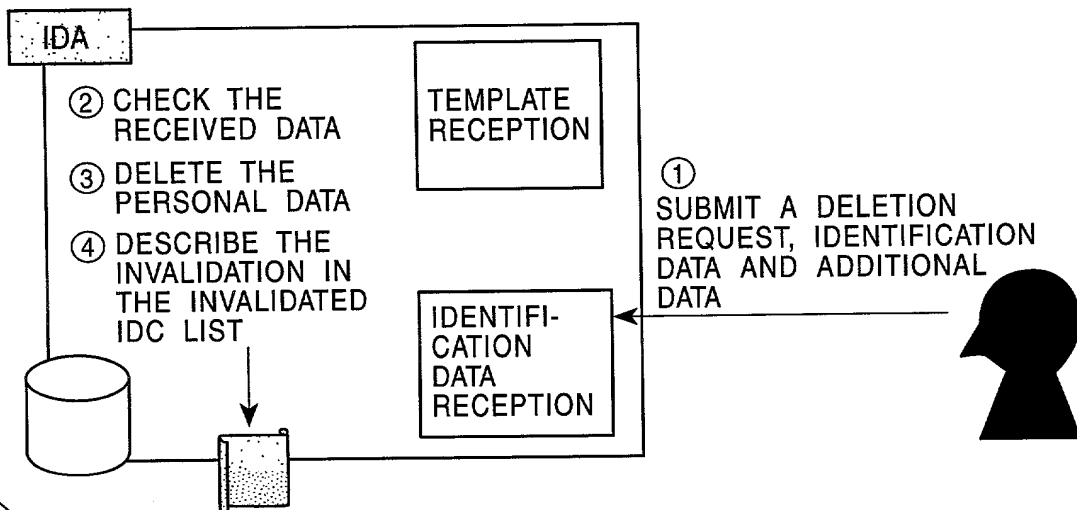 IDA
② CHECK THE
RECEIVED DATA
③ DELETE THE
PERSONAL DATA
④ DESCRIBE THE
INVALIDATION IN
THE INVALIDATED
IDC LIST
TEMPLATE
RECEPTION
IDENTIFI-
CATION
DATA
RECEPTION
①
SUBMIT A DELETION
REQUEST, IDENTIFICATION
DATA AND ADDITIONAL
DATA